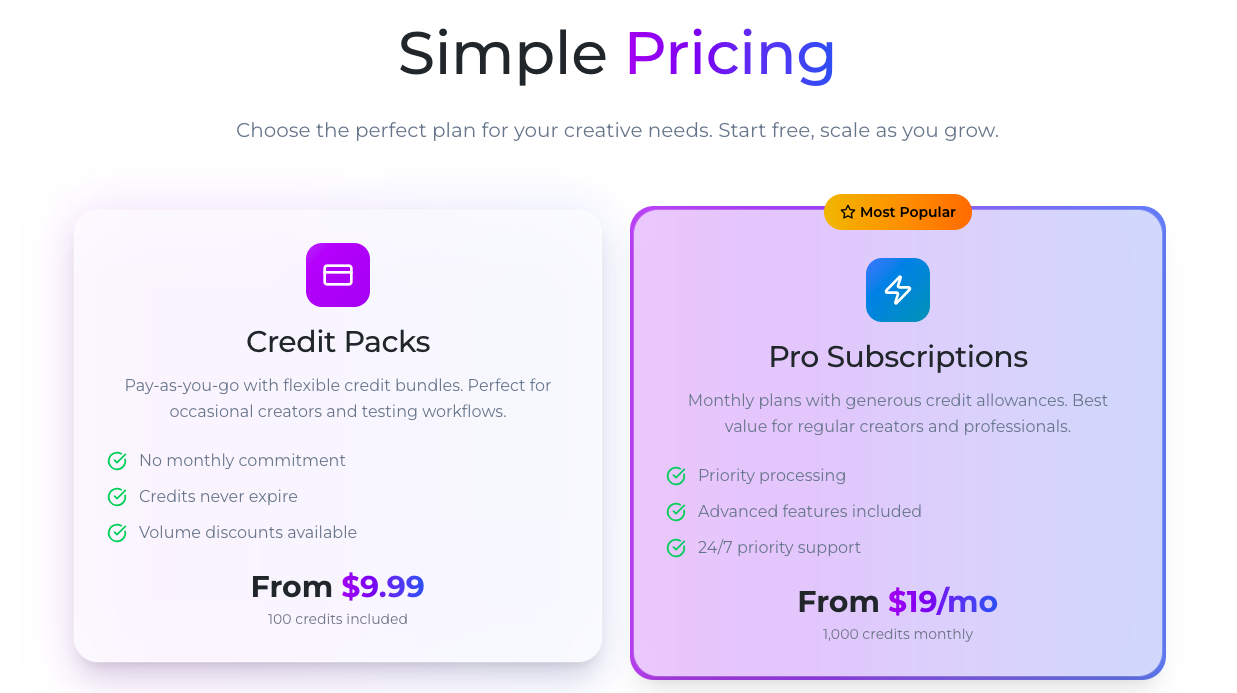 Simple Pricing
Choose the perfect plan for your creative needs. Start free, scale as you grow.
Credit Packs
Pay-as-you-go with flexible credit bundles. Perfect for
occasional creators and testing workflows.
No monthly commitment
Credits never expire
Volume discounts available
From $9.99
100 credits included
Most Popular
Pro Subscriptions
Monthly plans with generous credit allowances. Best
value for regular creators and professionals.
Priority processing
Advanced features included
24/7 priority support
From $19/mo
1,000 credits monthly